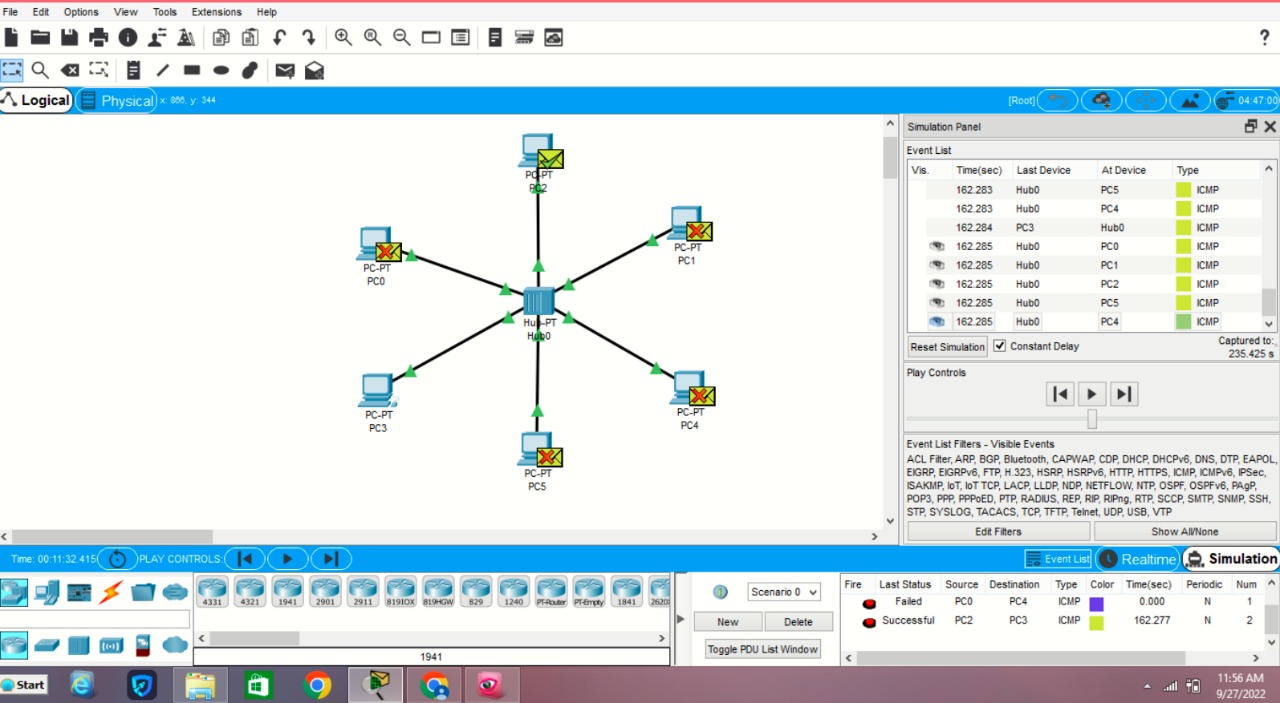 File Edit Options View Tools Extensions Help
?
Logical Physical x: 866, y: 344 [Root] 04:47:00
PC-PT
PC2
PC-PT
PC1
PC-PT
PC0
Hub-PT
Hub0
PC-PT
PC3
PC-PT
PC4
PC-PT
PC5
Simulation Panel
Event List
Vis. Time(sec) Last Device At Device Type
162.283 Hub0 PC5 ICMP
162.283 Hub0 PC4 ICMP
162.284 PC3 Hub0 ICMP
162.285 Hub0 PC0 ICMP
162.285 Hub0 PC1 ICMP
162.285 Hub0 PC2 ICMP
162.285 Hub0 PC5 ICMP
162.285 Hub0 PC4 ICMP
Reset Simulation Constant Delay Captured to:
235.425 s
Play Controls
Event List Filters - Visible Events
ACL Filter, ARP, BGP, Bluetooth, CAPWAP, CDP, DHCP, DHCPv6, DNS, DTP, EAPOL,
EIGRP, EIGRPv6, FTP, H.323, HSRP, HSRPv6, HTTP, HTTPS, ICMP, ICMPv6, IPSec,
ISAKMP, IoT, IoT TCP, LACP, LLDP, NDP, NETFLOW, NTP, OSPF, OSPFv6, PAgP,
POP3, PPP, PPPoED, PTP, RADIUS, REP, RIP, RIPng, RTP, SCCP, SMTP, SNMP, SSH,
STP, SYSLOG, TACACS, TCP, TFTP, Telnet, UDP, USB, VTP
Edit Filters Show All/None
Time: 00:11:32.415 PLAY CONTROLS: Event List Realtime Simulation
4331 4321 1941 2901 2911 819IOX 819HGW 829 1240 PT-Router PT-Empty 1841 2620X
1941
Scenario 0
New Delete
Toggle PDU List Window
Fire Last Status Source Destination Type Color Time(sec) Periodic Num
Failed PC0 PC4 ICMP 0.000 N 1
Successful PC2 PC3 ICMP 162.277 N 2
Start
11:56 AM
9/27/2022